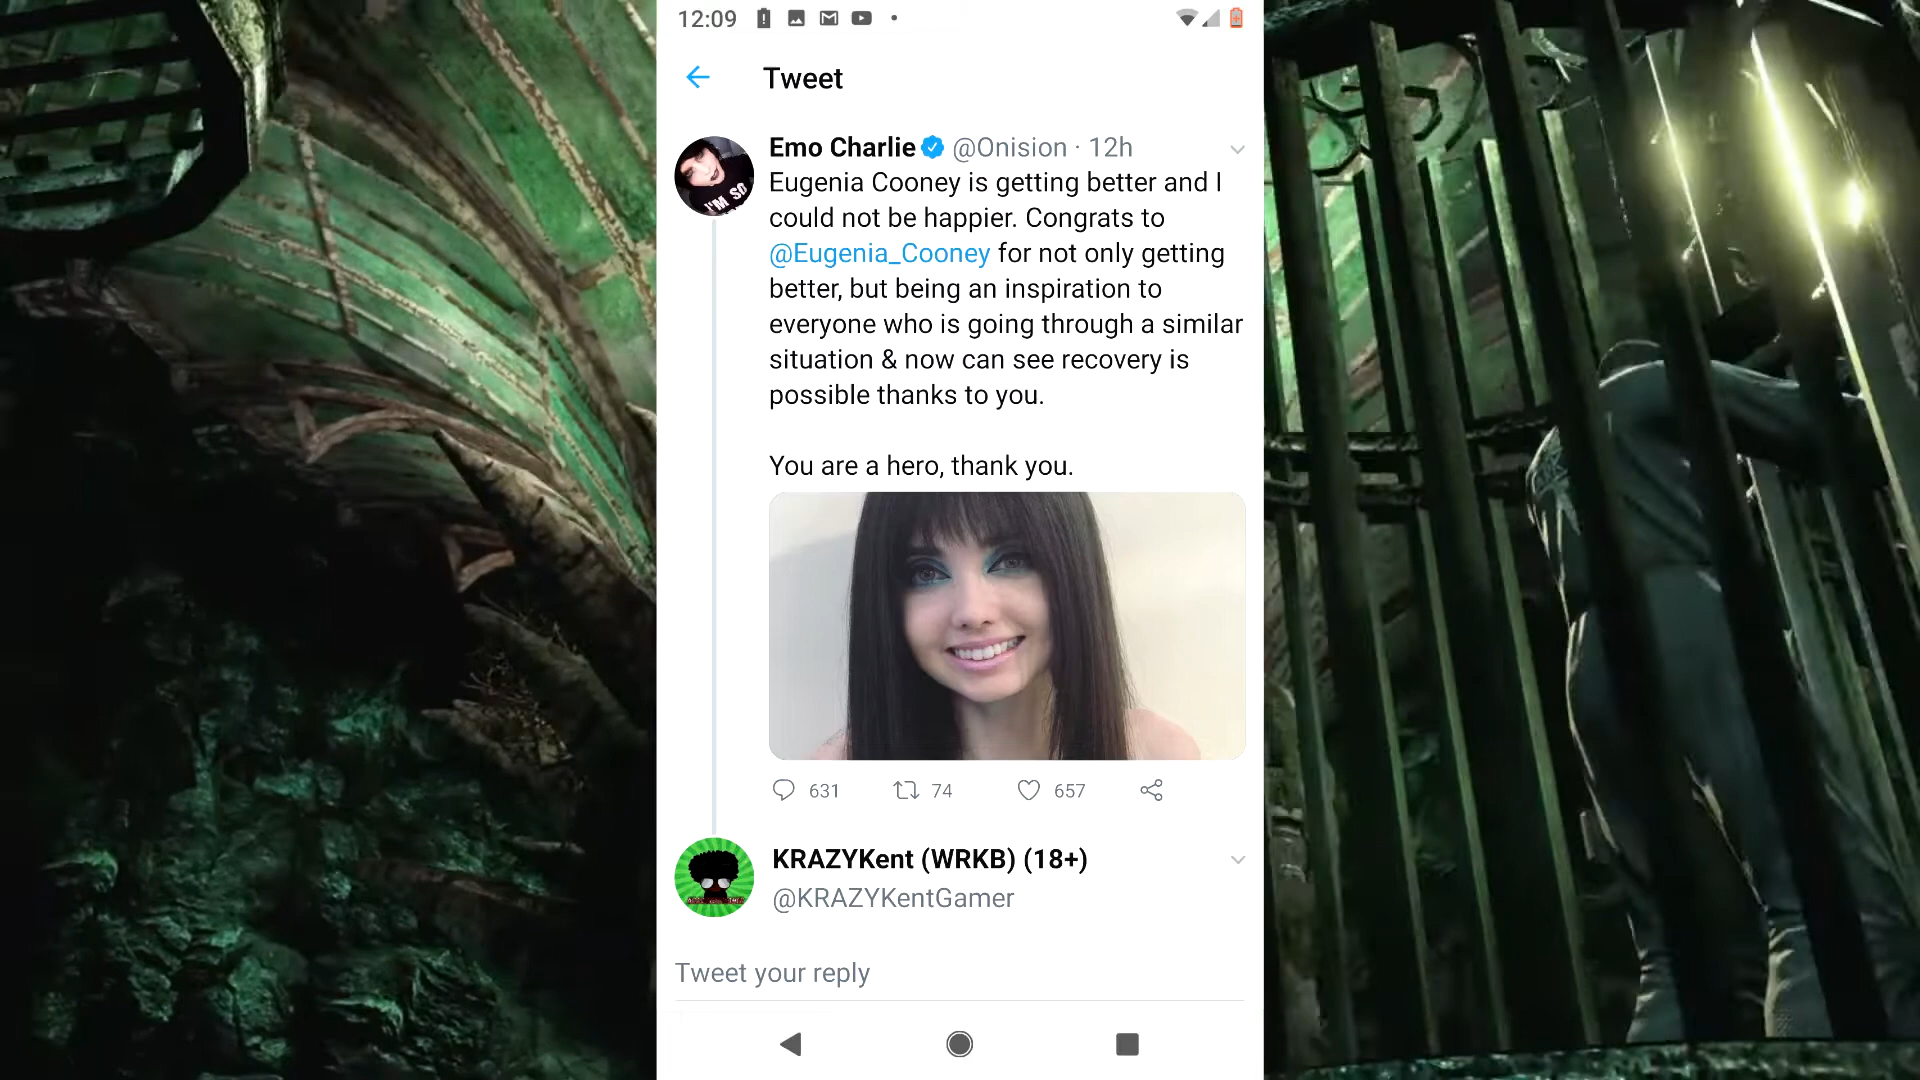 12:09
Tweet
Emo Charlie @Onision · 12h
Eugenia Cooney is getting better and I
could not be happier. Congrats to
@Eugenia_Cooney for not only getting
better, but being an inspiration to
everyone who is going through a similar
situation & now can see recovery is
possible thanks to you.
You are a hero, thank you.
I'M SO
631 74 657
KRAZYKent (WRKB) (18+)
@KRAZYKentGamer
Tweet your reply